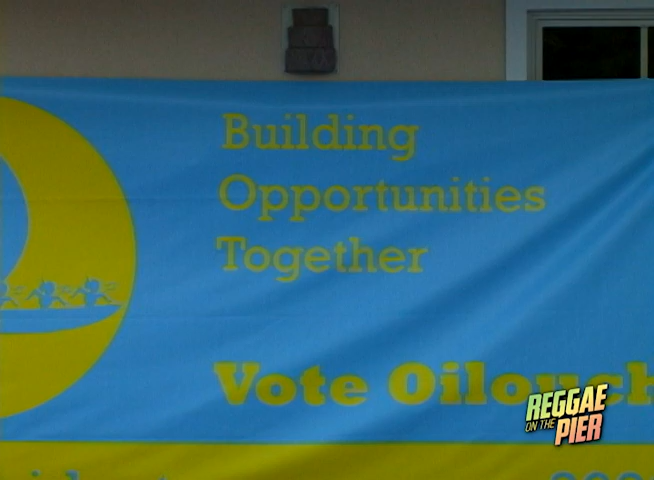 Building
Opportunities
Together
Vote Oilouch
REGGAE
ON THE
PIER